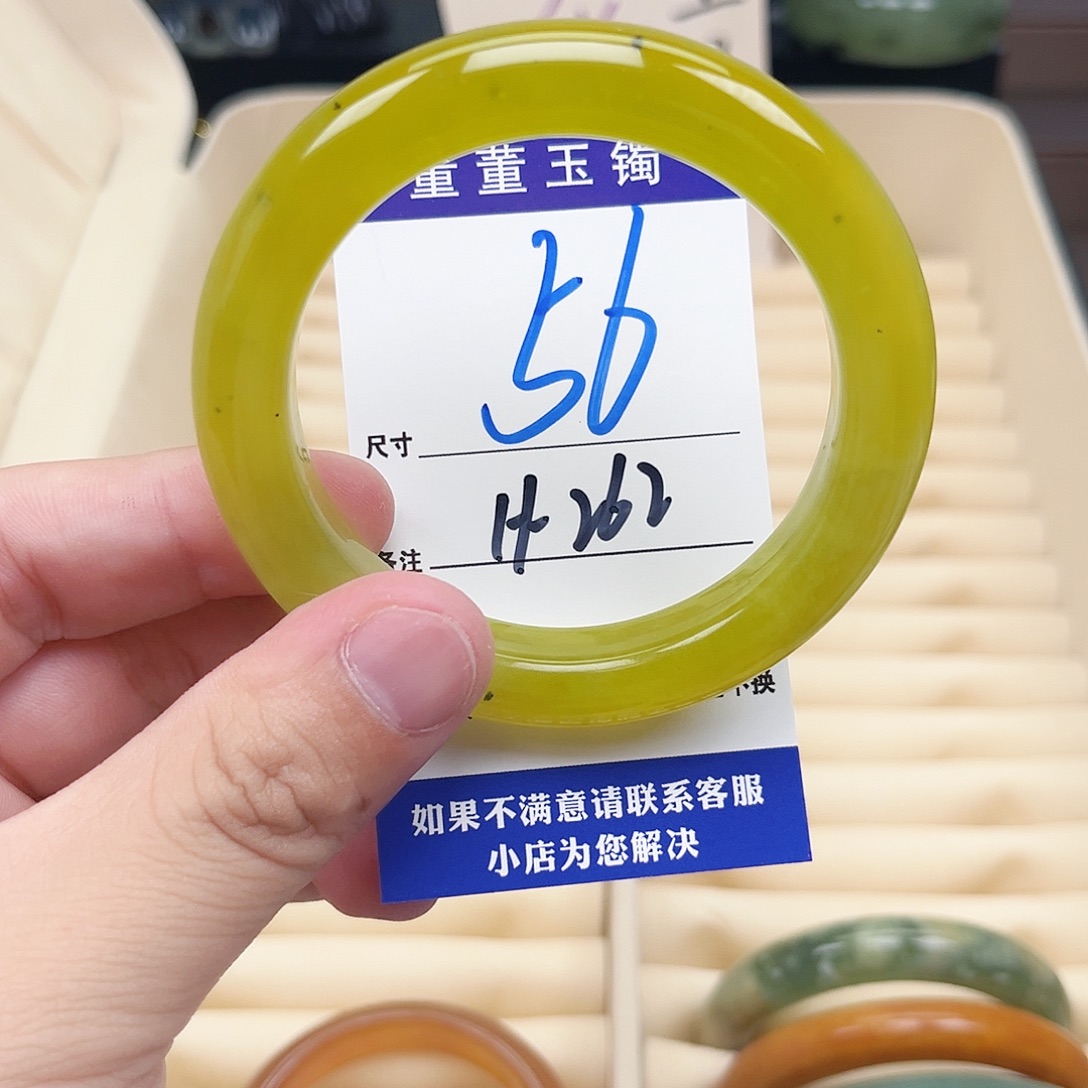 董董玉镯
尺寸 56
备注 H262
换
如果不满意请联系客服
小店为您解决